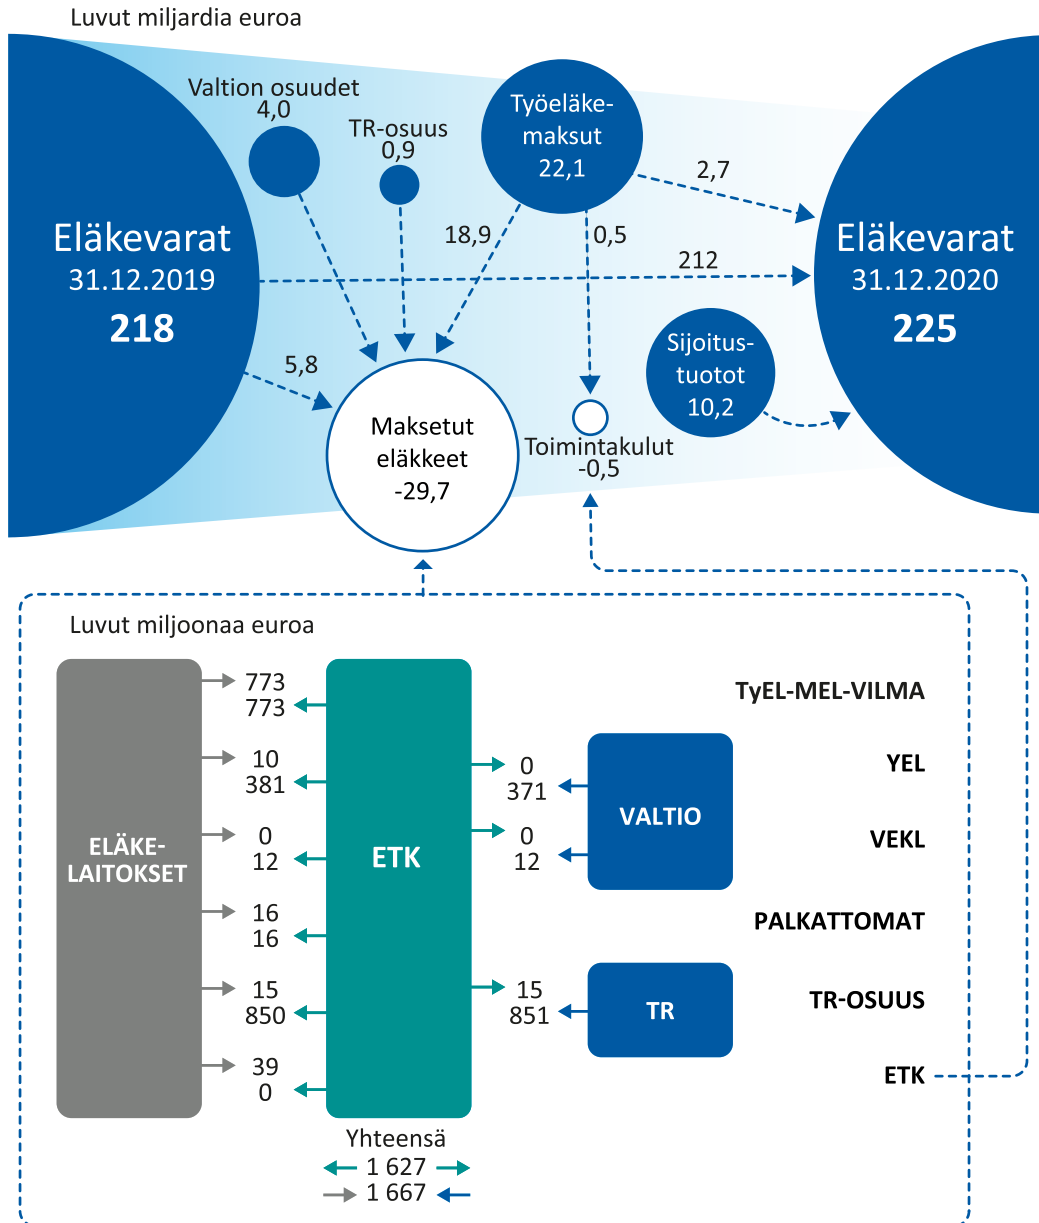 Luvut miljardia euroa
Valtion osuudet
4,0
TR-osuus
0,9
Työeläke-
maksut
22,1
2,7
18,9
0,5
Eläkevarat
31.12.2019
218
212
Eläkevarat
31.12.2020
225
5,8
Sijoitus-
tuotot
10,2
Maksetut
eläkkeet
-29,7
Toimintakulut
-0,5
Luvut miljoonaa euroa
ELÄKE-
LAITOKSET
773
773
10
381
0
12
16
16
15
850
39
0
ETK
0
371
0
12
15
851
VALTIO
TR
TyEL-MEL-VILMA
YEL
VEKL
PALKATTOMAT
TR-OSUUS
ETK
Yhteensä
1 627
1 667